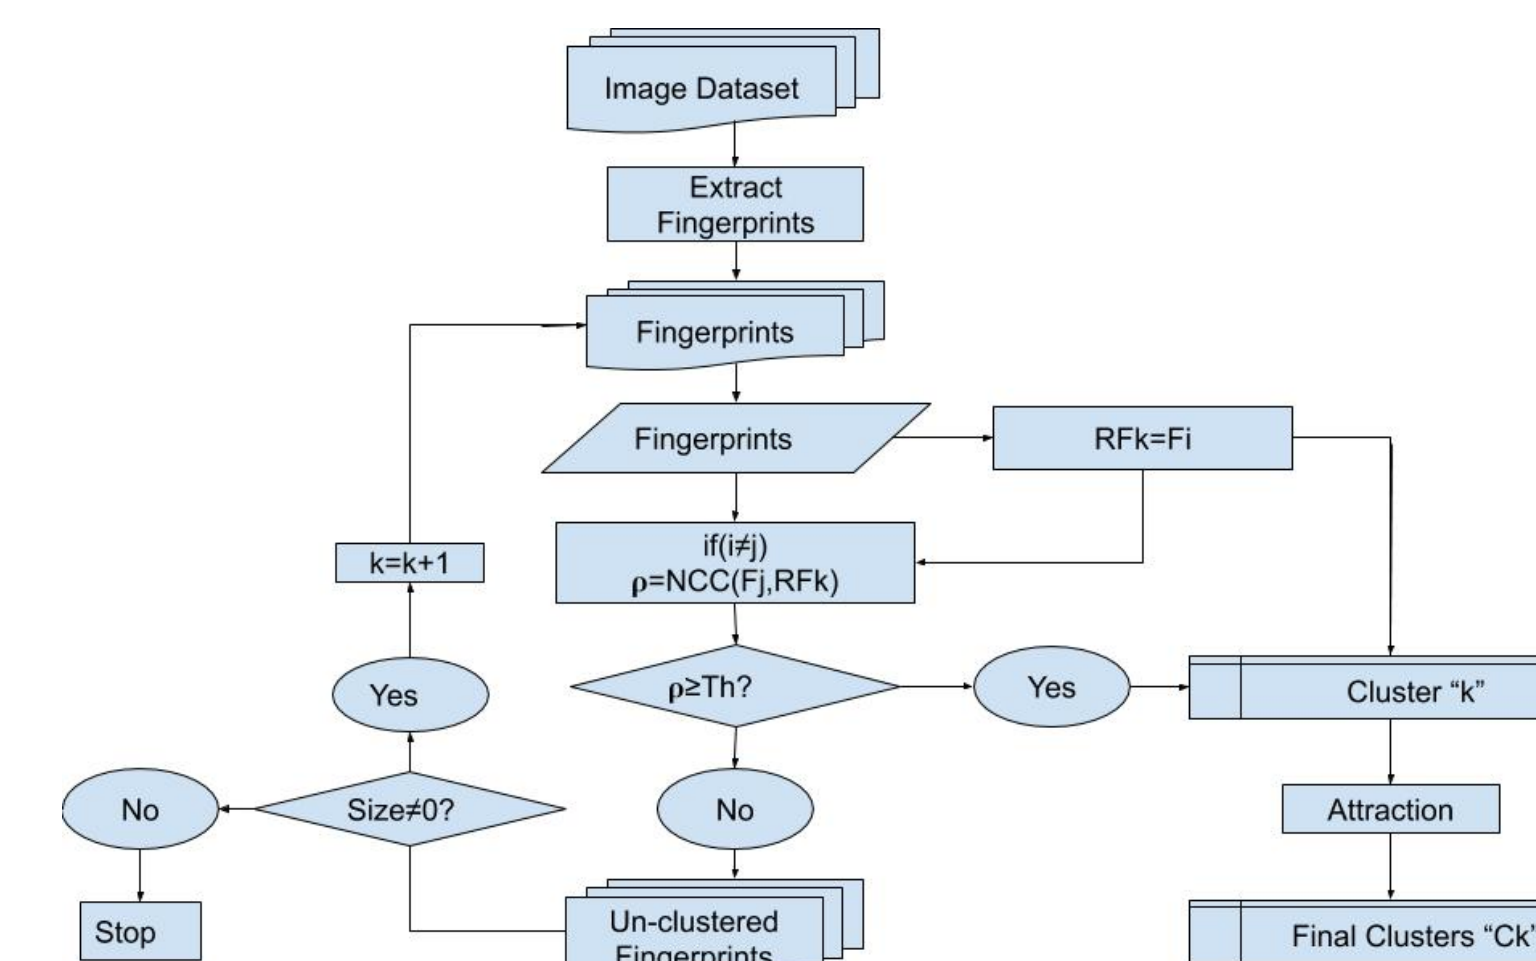 Image Dataset
Extract
Fingerprints
Fingerprints
Fingerprints
RFk=Fi
if(i≠j)
ρ=NCC(Fj,RFk)
k=k+1
ρ≥Th?
Yes
Cluster “k”
Yes
No
Size≠0?
No
Attraction
Stop
Un-clustered
Fingerprints
Final Clusters “Ck”